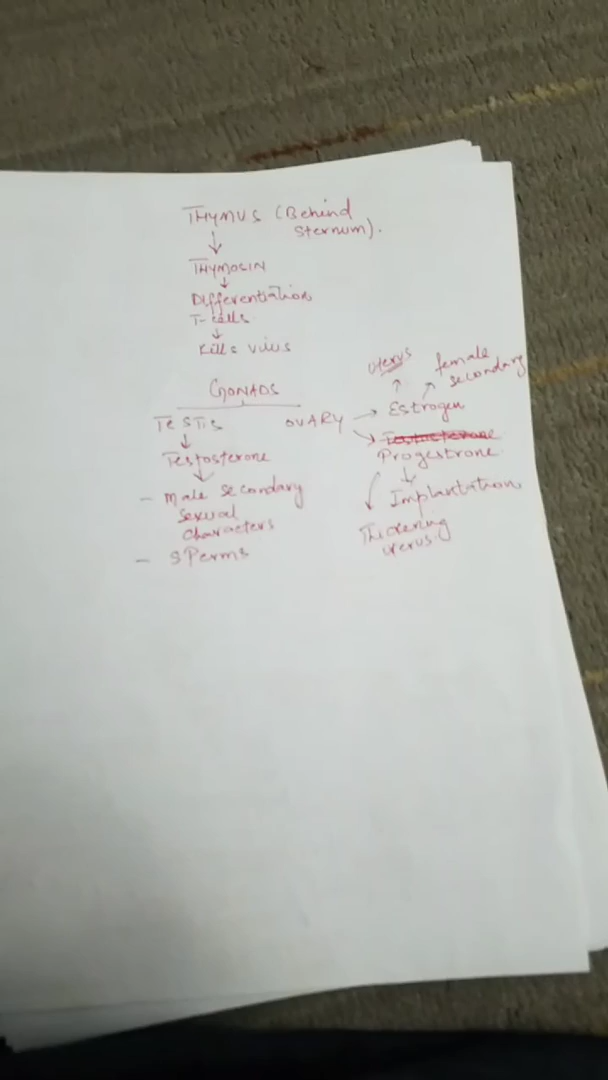 THYMUS (Behind
Sternum).
THYMOSIN
Differentiation
T-cells
Kills virus
GONADS
TESTIS
Testosterone
- Male secondary
sexual
characters
- SPerms
OVARY
Uterus
female
secondary
Estrogen
Testosterone
Progestrone
Implantation
Thickering
uterus.